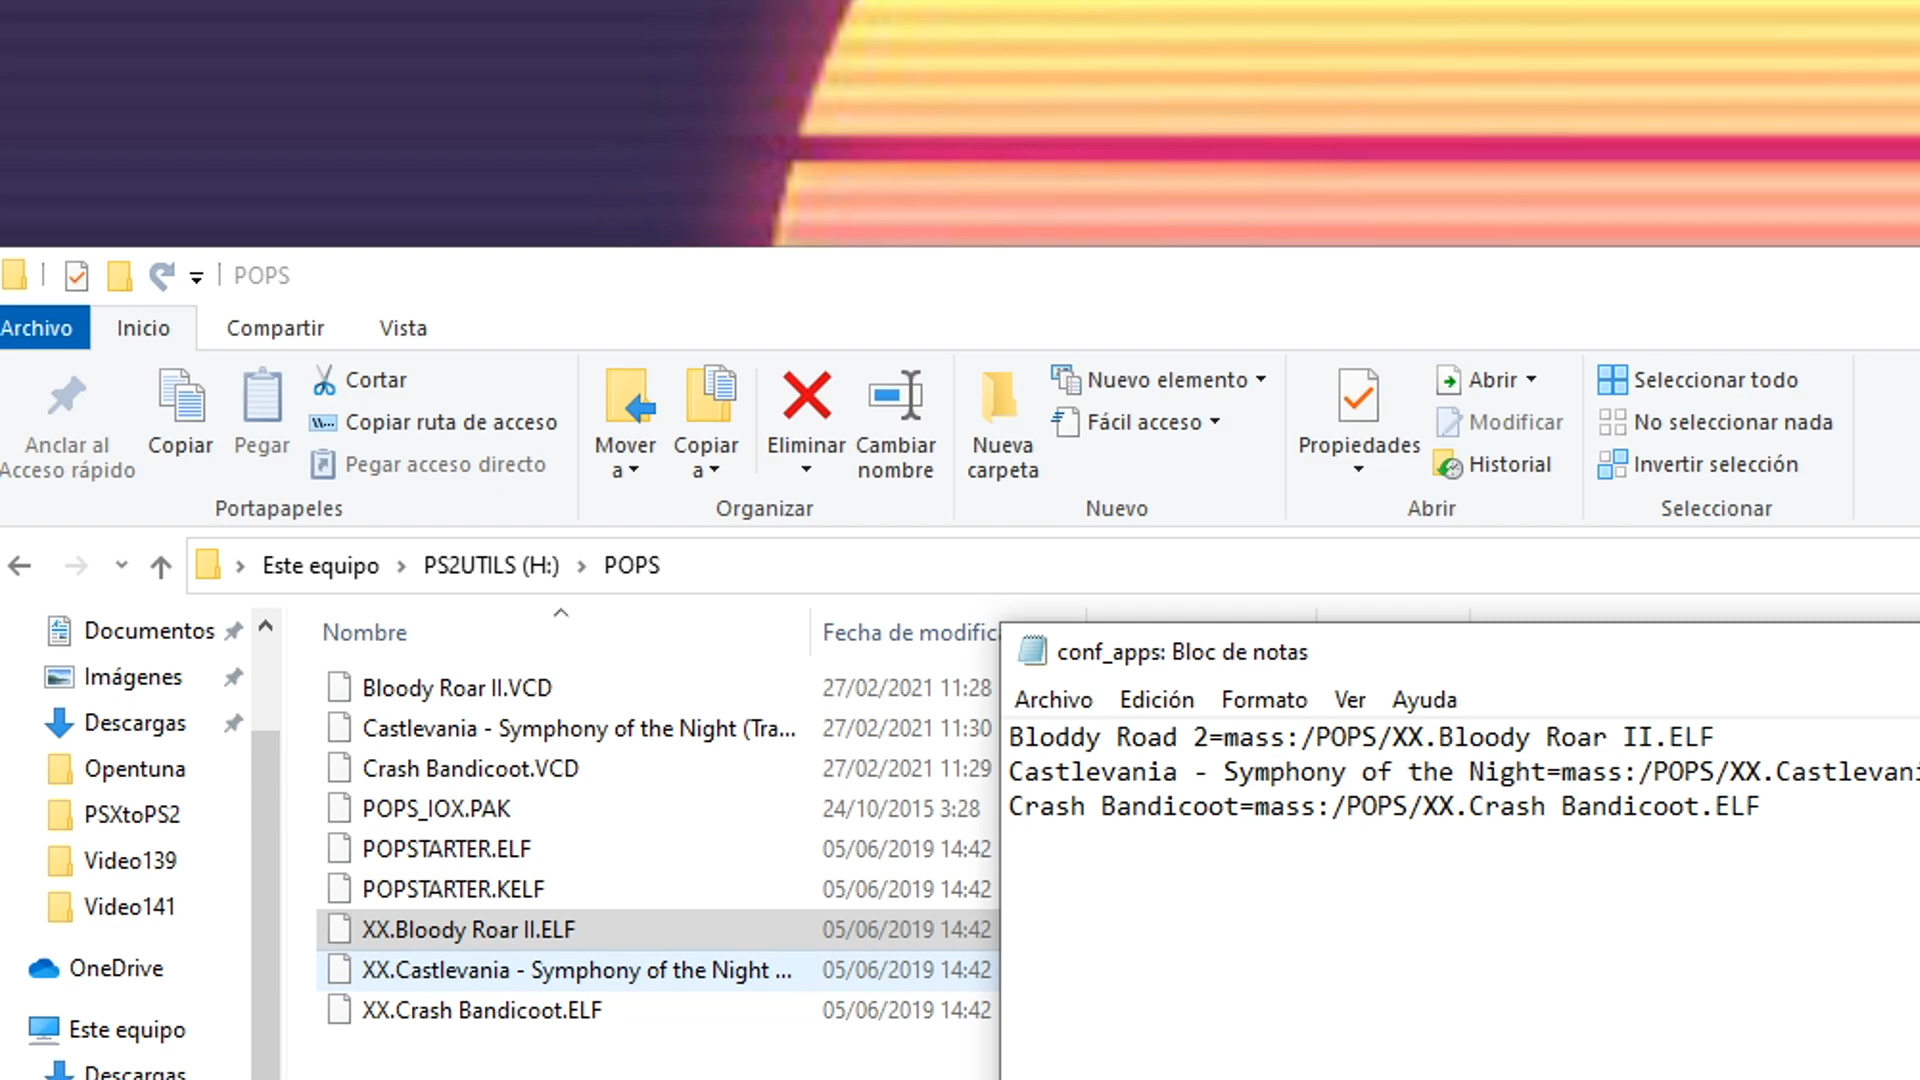 POPS
Archivo Inicio Compartir Vista
Anclar al Acceso rápido
Copiar
Pegar
Cortar
Copiar ruta de acceso
Pegar acceso directo
Portapapeles
Mover a
Copiar a
Eliminar
Cambiar nombre
Organizar
Nueva carpeta
Nuevo elemento
Fácil acceso
Nuevo
Propiedades
Abrir
Modificar
Historial
Abrir
Seleccionar todo
No seleccionar nada
Invertir selección
Seleccionar
Este equipo > PS2UTILS (H:) > POPS
Documentos
Imágenes
Descargas
Opentuna
PSXtoPS2
Video139
Video141
OneDrive
Este equipo
Descargas
Nombre Fecha de modifica
Bloody Roar II.VCD 27/02/2021 11:28
Castlevania - Symphony of the Night (Tra... 27/02/2021 11:30
Crash Bandicoot.VCD 27/02/2021 11:29
POPS_IOX.PAK 24/10/2015 3:28
POPSTARTER.ELF 05/06/2019 14:42
POPSTARTER.KELF 05/06/2019 14:42
XX.Bloody Roar II.ELF 05/06/2019 14:42
XX.Castlevania - Symphony of the Night ... 05/06/2019 14:42
XX.Crash Bandicoot.ELF 05/06/2019 14:42
conf_apps: Bloc de notas
Archivo Edición Formato Ver Ayuda
Bloddy Road 2=mass:/POPS/XX.Bloody Roar II.ELF
Castlevania - Symphony of the Night=mass:/POPS/XX.Castlevani
Crash Bandicoot=mass:/POPS/XX.Crash Bandicoot.ELF